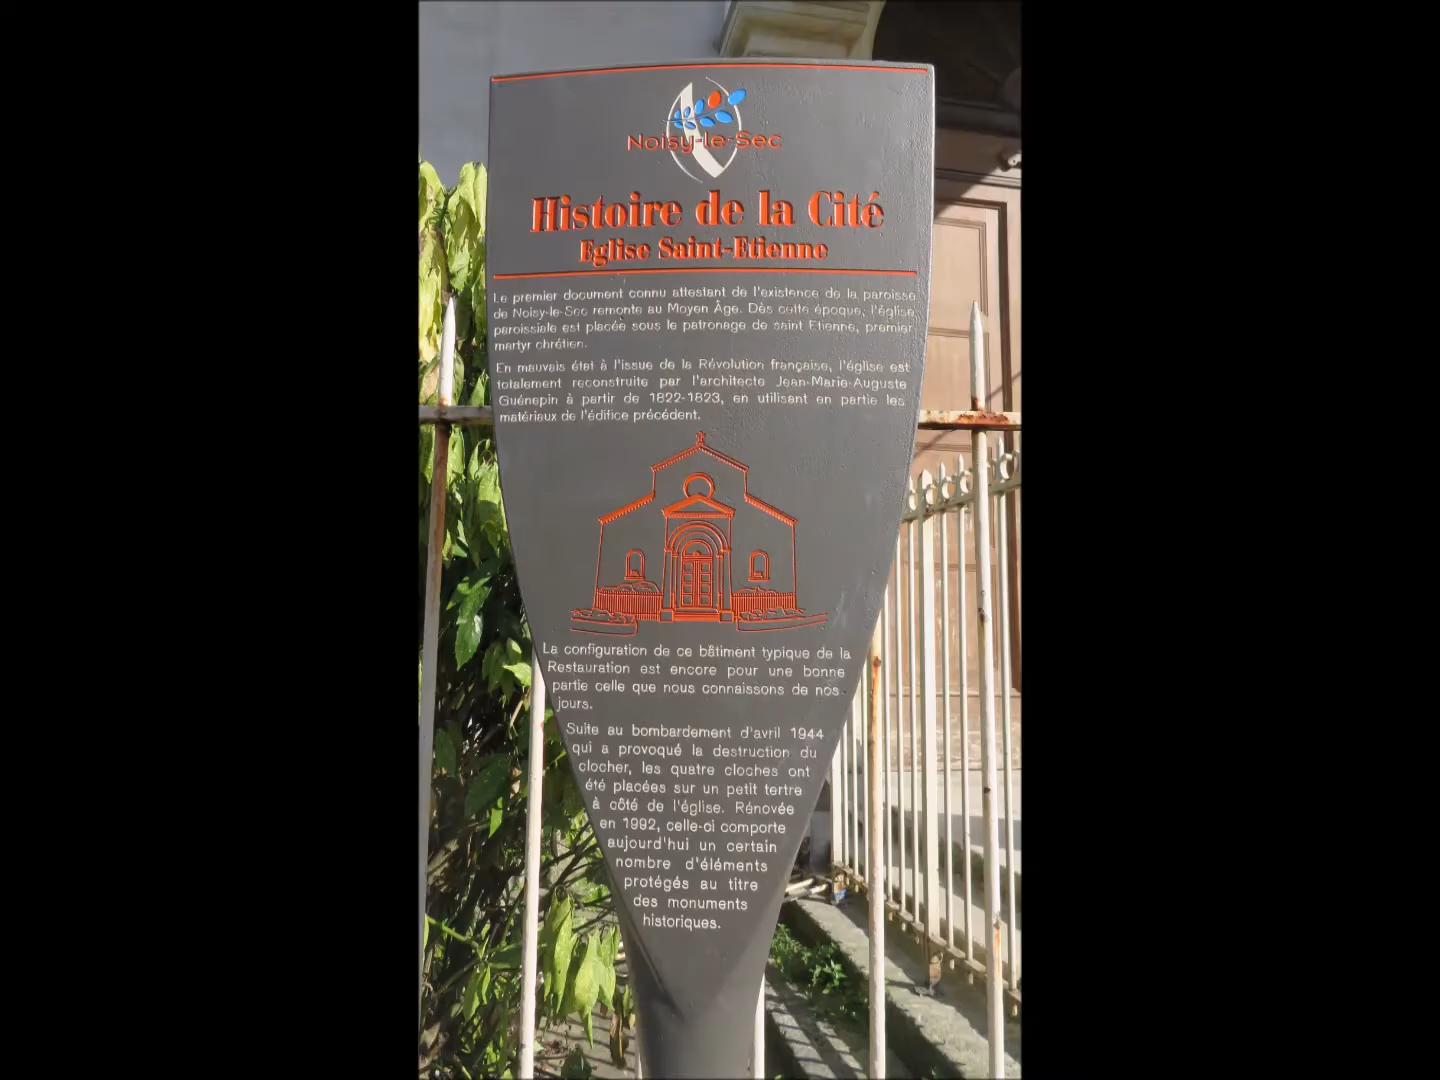 Noisy-le-Sec
Histoire de la Cité
Eglise Saint-Etienne
Le premier document connu attestant de l'existence de la paroisse
de Noisy-le-Sec remonte au Moyen Âge. Dès cette époque, l'église
paroissiale est placée sous le patronage de saint Etienne, premier
martyr chrétien.
En mauvais état à l'issue de la Révolution française, l'église est
totalement reconstruite par l'architecte Jean-Marie-Auguste
Guénepin à partir de 1822-1823, en utilisant en partie les
matériaux de l'édifice précédent.
La configuration de ce bâtiment typique de la
Restauration est encore pour une bonne
partie celle que nous connaissons de nos
jours.
Suite au bombardement d'avril 1944
qui a provoqué la destruction du
clocher, les quatre cloches ont
été placées sur un petit tertre
à côté de l'église. Rénovée
en 1992, celle-ci comporte
aujourd'hui un certain
nombre d'éléments
protégés au titre
des monuments
historiques.